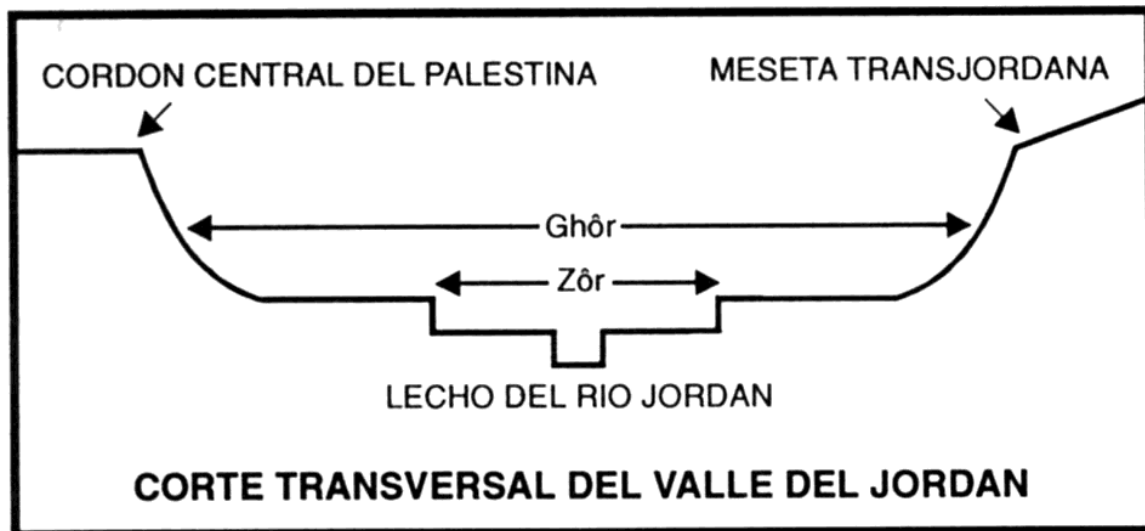 CORDON CENTRAL DEL PALESTINA
MESETA TRANSJORDANA
Ghôr
Zôr
LECHO DEL RIO JORDAN
CORTE TRANSVERSAL DEL VALLE DEL JORDAN